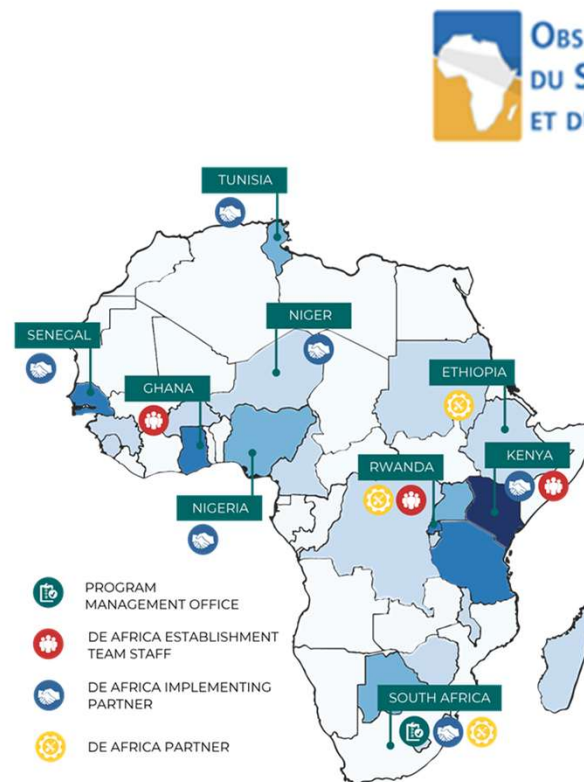 OBS
DU S
ET D
TUNISIA
NIGER
SENEGAL
GHANA
ETHIOPIA
RWANDA
KENYA
NIGERIA
PROGRAM
MANAGEMENT OFFICE
DE AFRICA ESTABLISHMENT
TEAM STAFF
DE AFRICA IMPLEMENTING
PARTNER
SOUTH AFRICA
DE AFRICA PARTNER